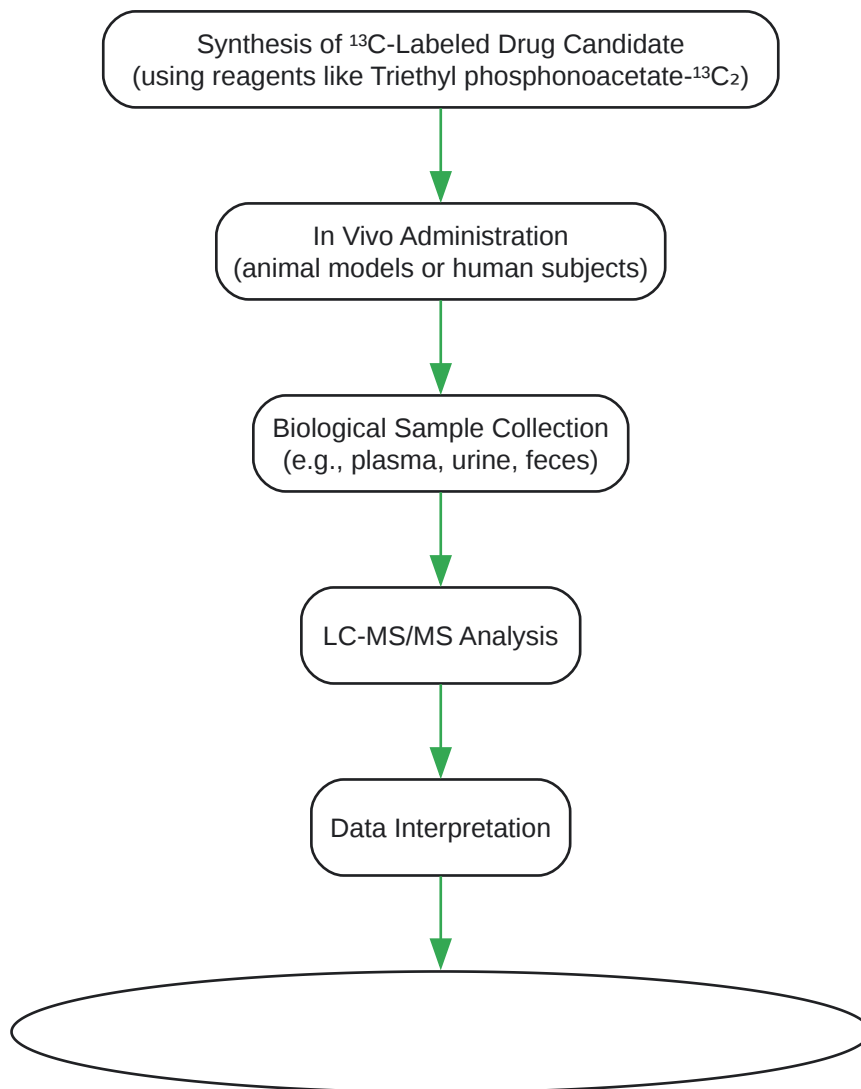 Synthesis of ¹³C-Labeled Drug Candidate
(using reagents like Triethyl phosphonoacetate-¹³C₂)
In Vivo Administration
(animal models or human subjects)
Biological Sample Collection
(e.g., plasma, urine, feces)
LC-MS/MS Analysis
Data Interpretation